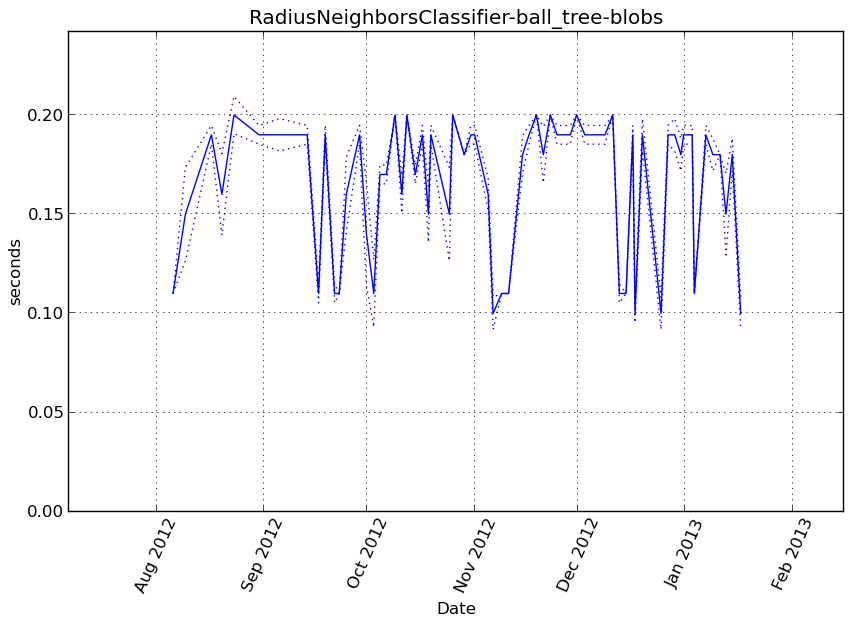 RadiusNeighborsClassifier-ball_tree-blobs
0.20
0.15
0.10
0.05
0.00
seconds
Aug 2012
Sep 2012
Oct 2012
Nov 2012
Dec 2012
Jan 2013
Feb 2013
Date